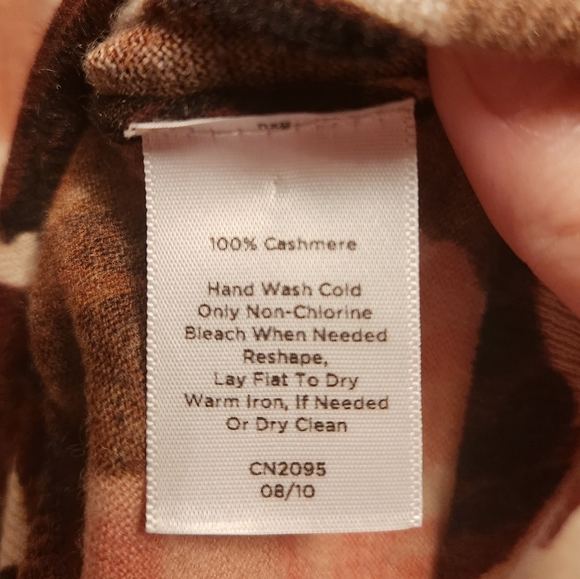 100% Cashmere
Hand Wash Cold
Only Non-Chlorine
Bleach When Needed
Reshape,
Lay Flat To Dry
Warm Iron, If Needed
Or Dry Clean
CN2095
08/10